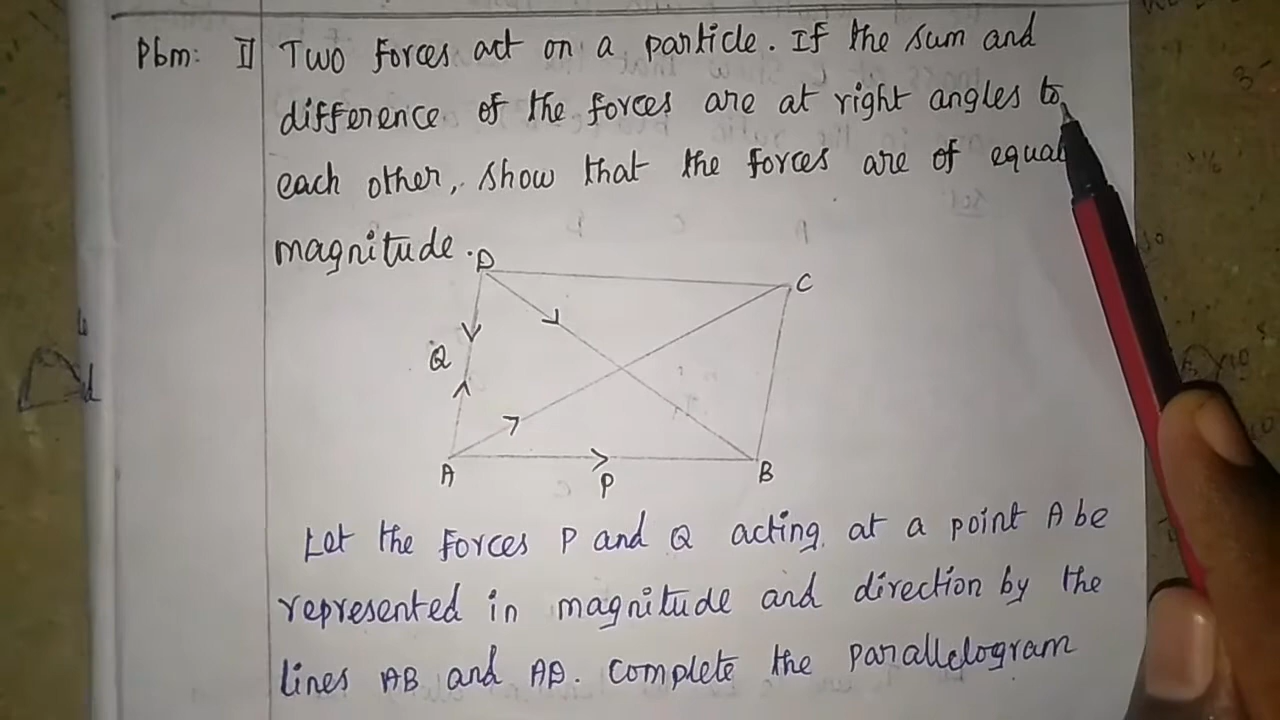 Pbm: II Two forces act on a particle. If the sum and
difference of the forces are at right angles to
each other, show that the forces are of equal
magnitude.
D
C
Q
A
P
B
Let the forces P and Q acting at a point A be
represented in magnitude and direction by the
lines AB and AD. Complete the parallelogram